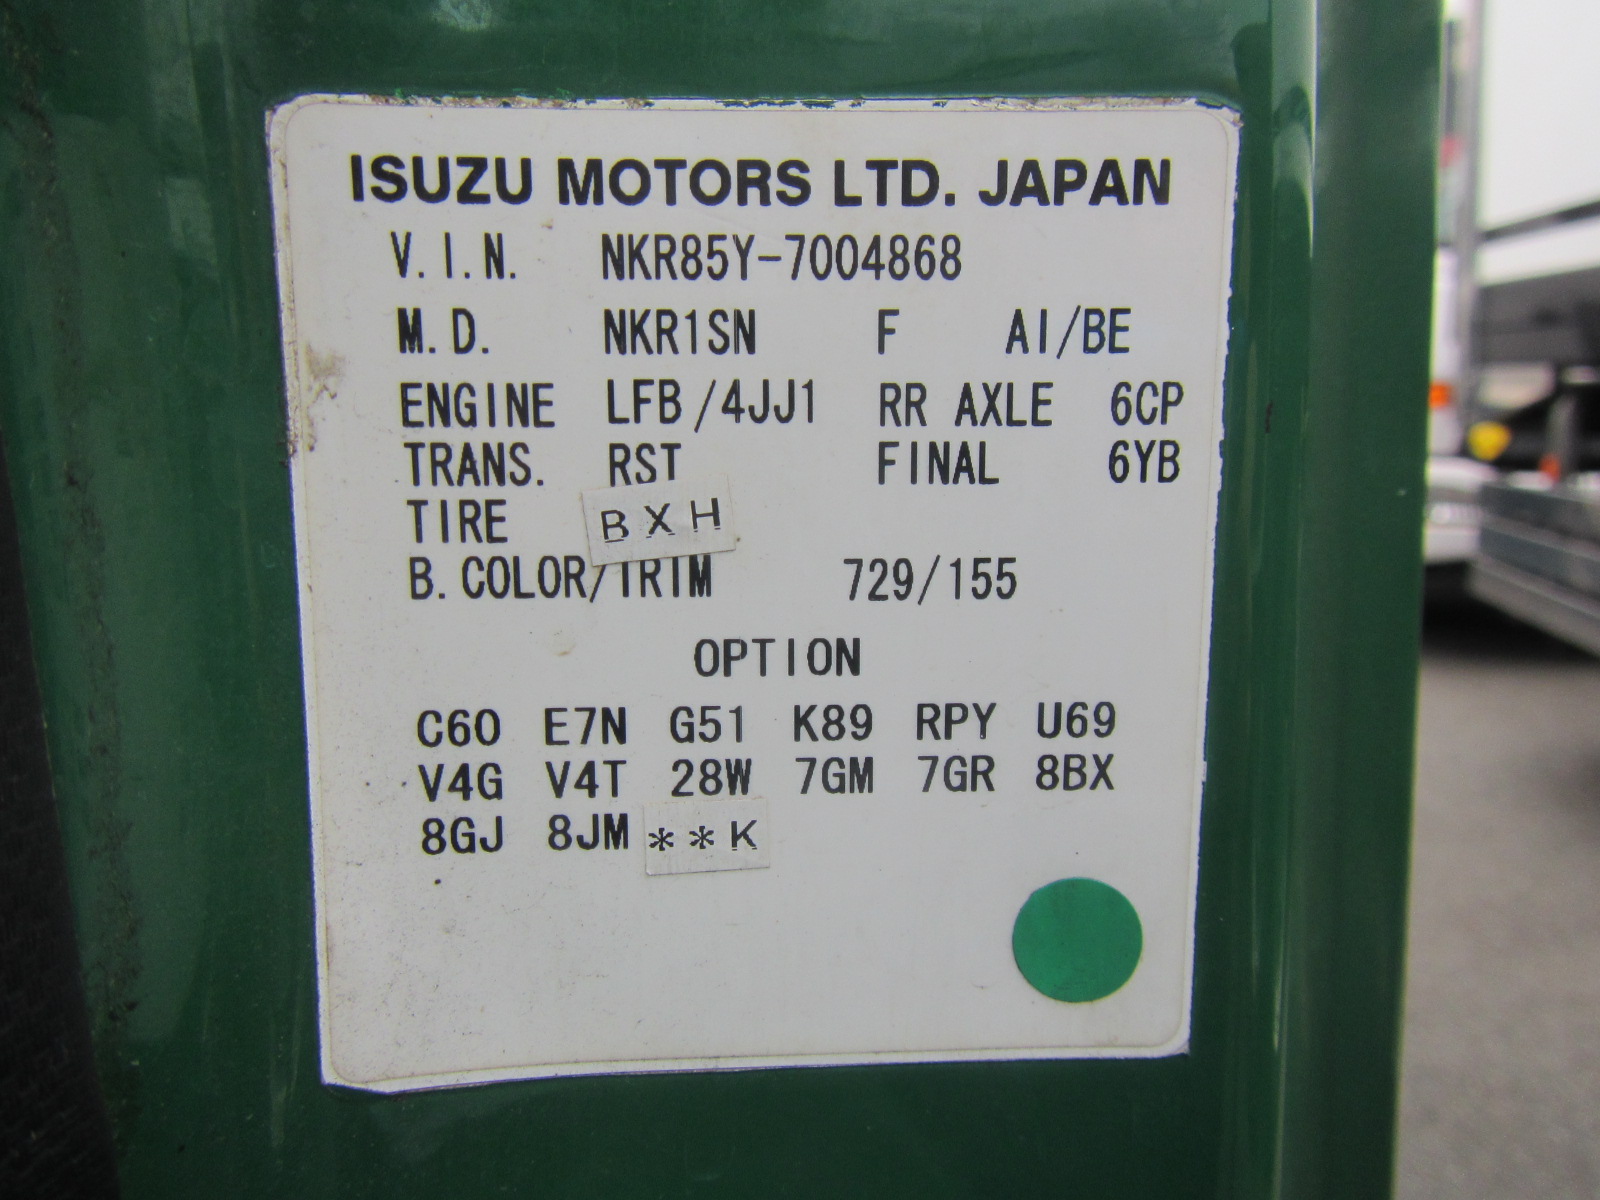 ISUZU MOTORS LTD. JAPAN
V.I.N. NKR85Y-7004868
M.D. NKR1SN F AI/BE
ENGINE LFB/4JJ1 RR AXLE 6CP
TRANS. RST FINAL 6YB
TIRE BXH
B.COLOR/TRIM 729/155
OPTION
C60 E7N G51 K89 RPY U69
V4G V4T 28W 7GM 7GR 8BX
8GJ 8JM **K